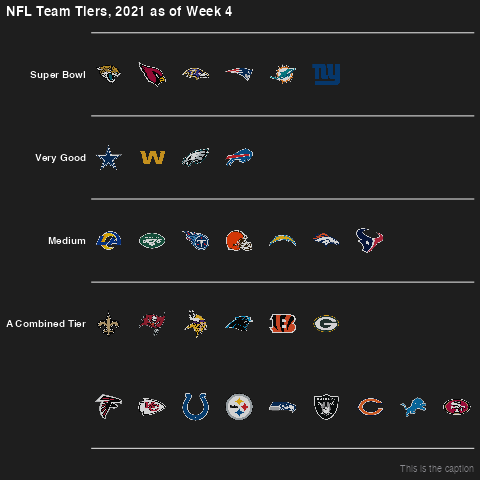 NFL Team Tiers, 2021 as of Week 4
Super Bowl
ny
Very Good
W
Medium
A Combined Tier
G
This is the caption